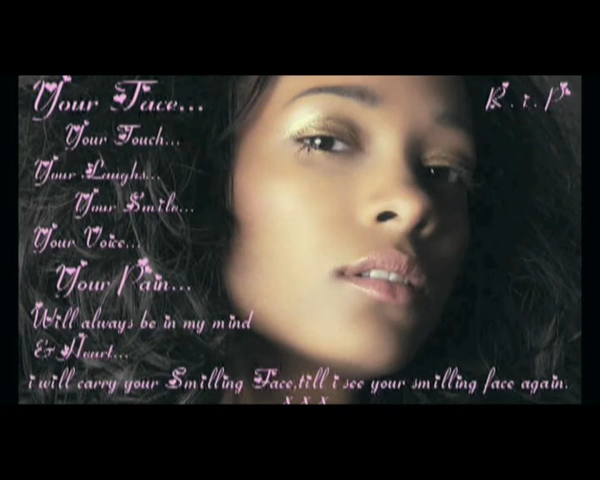 Your Face...
R . i . P
Your Touch...
Your Laughs...
Your Smile...
Your Voice...
Your Pain...
Will always be in my mind
& Heart...
i will carry your Smilling Face,till i see your smilling face again.
x x x